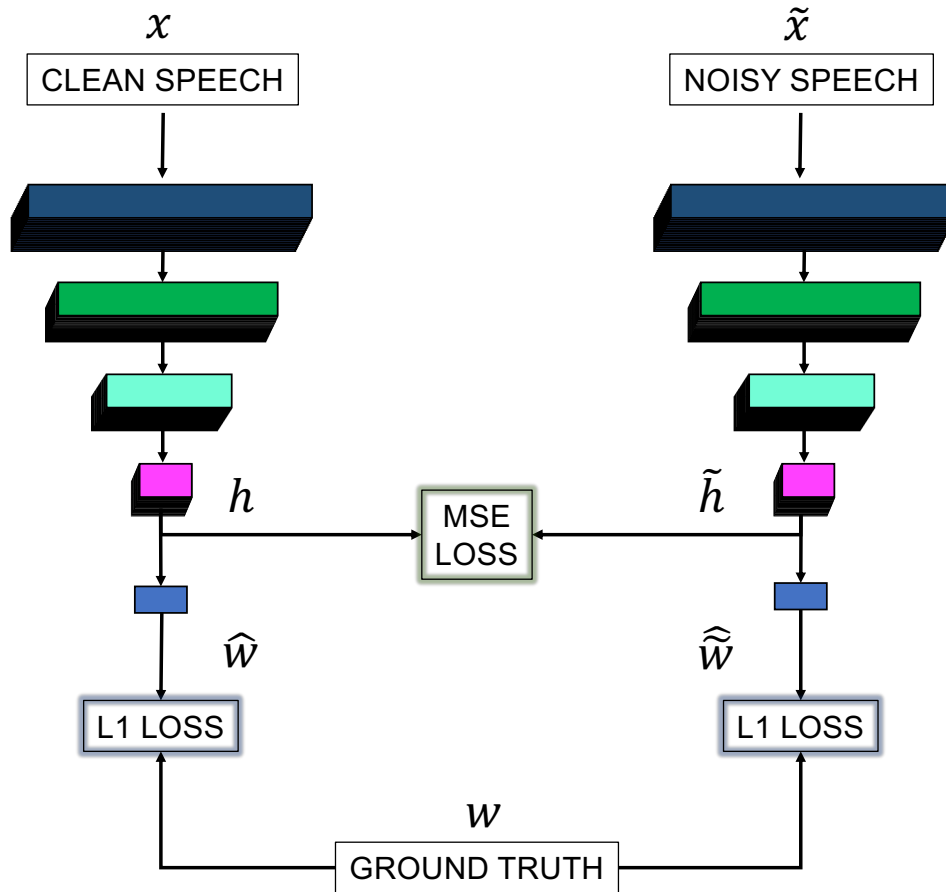 x
x̃
CLEAN SPEECH
NOISY SPEECH
h
h̃
MSE
LOSS
ŵ
w̃̂
L1 LOSS
L1 LOSS
w
GROUND TRUTH